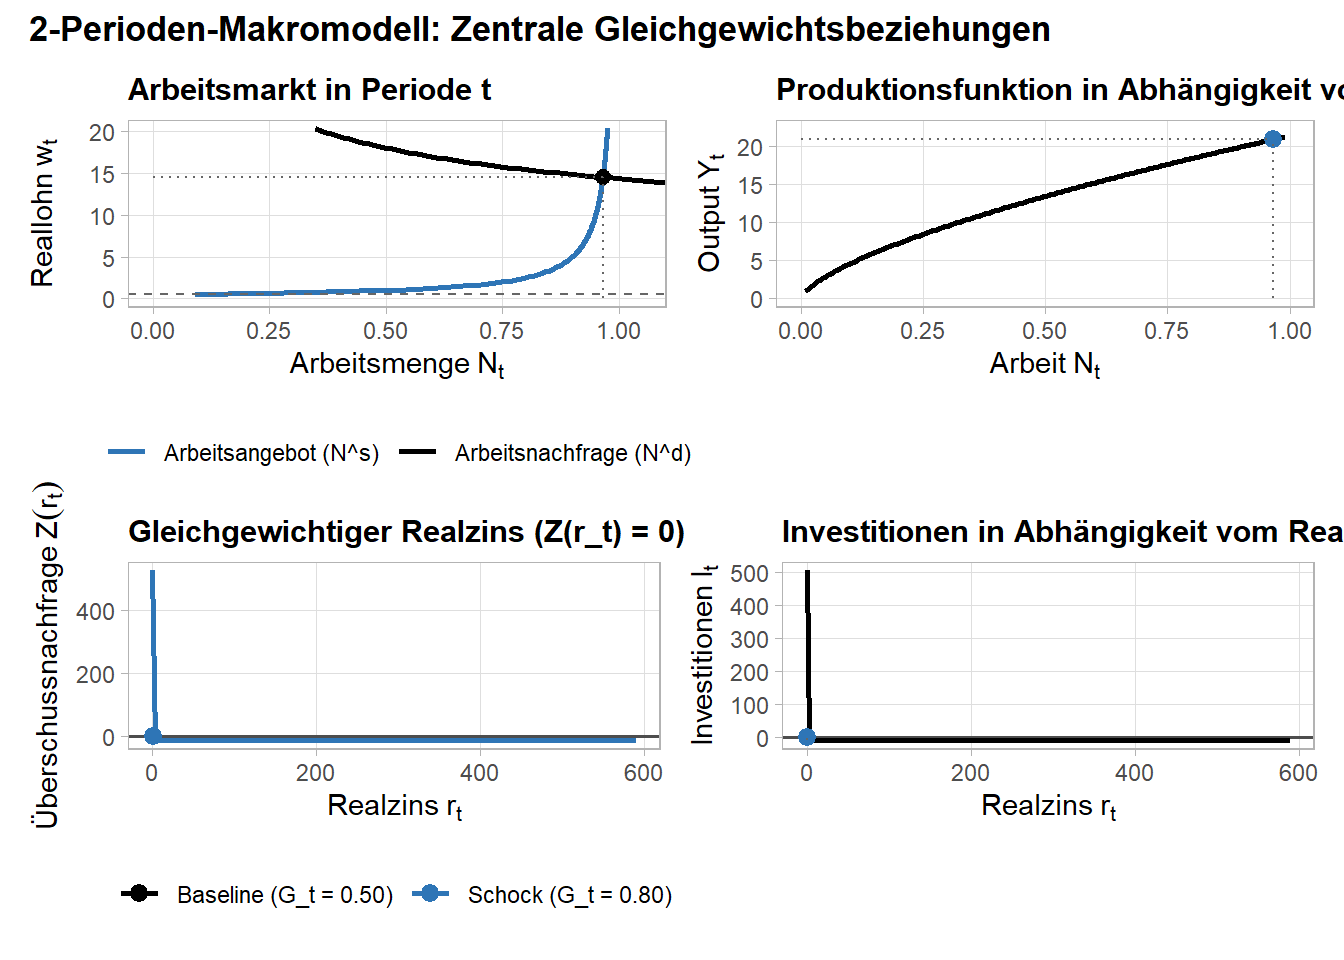 2-Perioden-Makromodell: Zentrale Gleichgewichtsbeziehungen
Arbeitsmarkt in Periode t
Reallohn wt
20
15
10
5
0
0.00 0.25 0.50 0.75 1.00
Arbeitsmenge Nt
Arbeitsangebot (N^s) Arbeitsnachfrage (N^d)
Produktionsfunktion in Abhängigkeit vo
Output Yt
20
15
10
5
0
0.00 0.25 0.50 0.75 1.00
Arbeit Nt
Gleichgewichtiger Realzins (Z(r_t) = 0)
Überschussnachfrage Z(rt)
400
200
0
0 200 400 600
Realzins rt
Investitionen in Abhängigkeit vom Rea
Investitionen It
500
400
300
200
100
0
0 200 400 600
Realzins rt
Baseline (G_t = 0.50) Schock (G_t = 0.80)